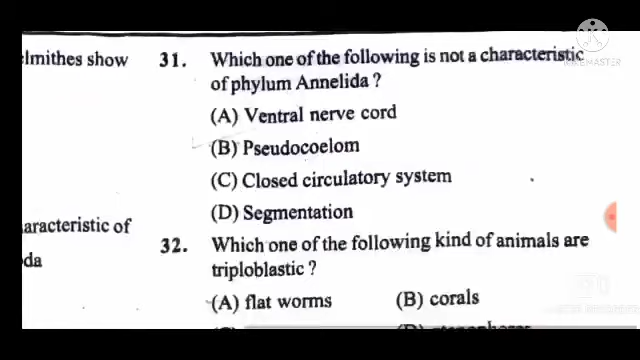 elmithes show
31. Which one of the following is not a characteristic
of phylum Annelida ?
(A) Ventral nerve cord
(B) Pseudocoelom
(C) Closed circulatory system
(D) Segmentation
aracteristic of
da
32. Which one of the following kind of animals are
triploblastic ?
(A) flat worms (B) corals